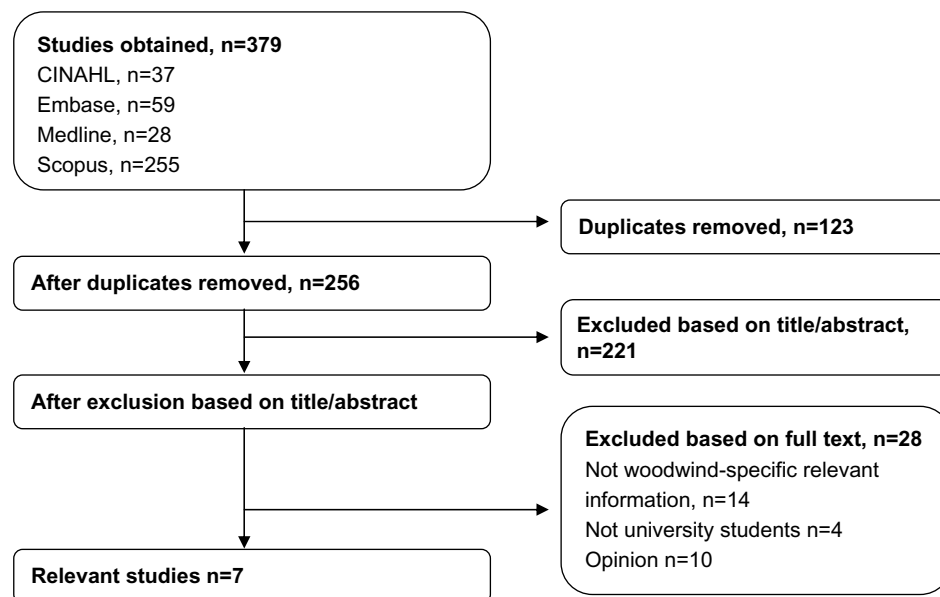 Studies obtained, n=379
CINAHL, n=37
Embase, n=59
Medline, n=28
Scopus, n=255
Duplicates removed, n=123
After duplicates removed, n=256
Excluded based on title/abstract,
n=221
After exclusion based on title/abstract
Excluded based on full text, n=28
Not woodwind-specific relevant
information, n=14
Not university students n=4
Opinion n=10
Relevant studies n=7